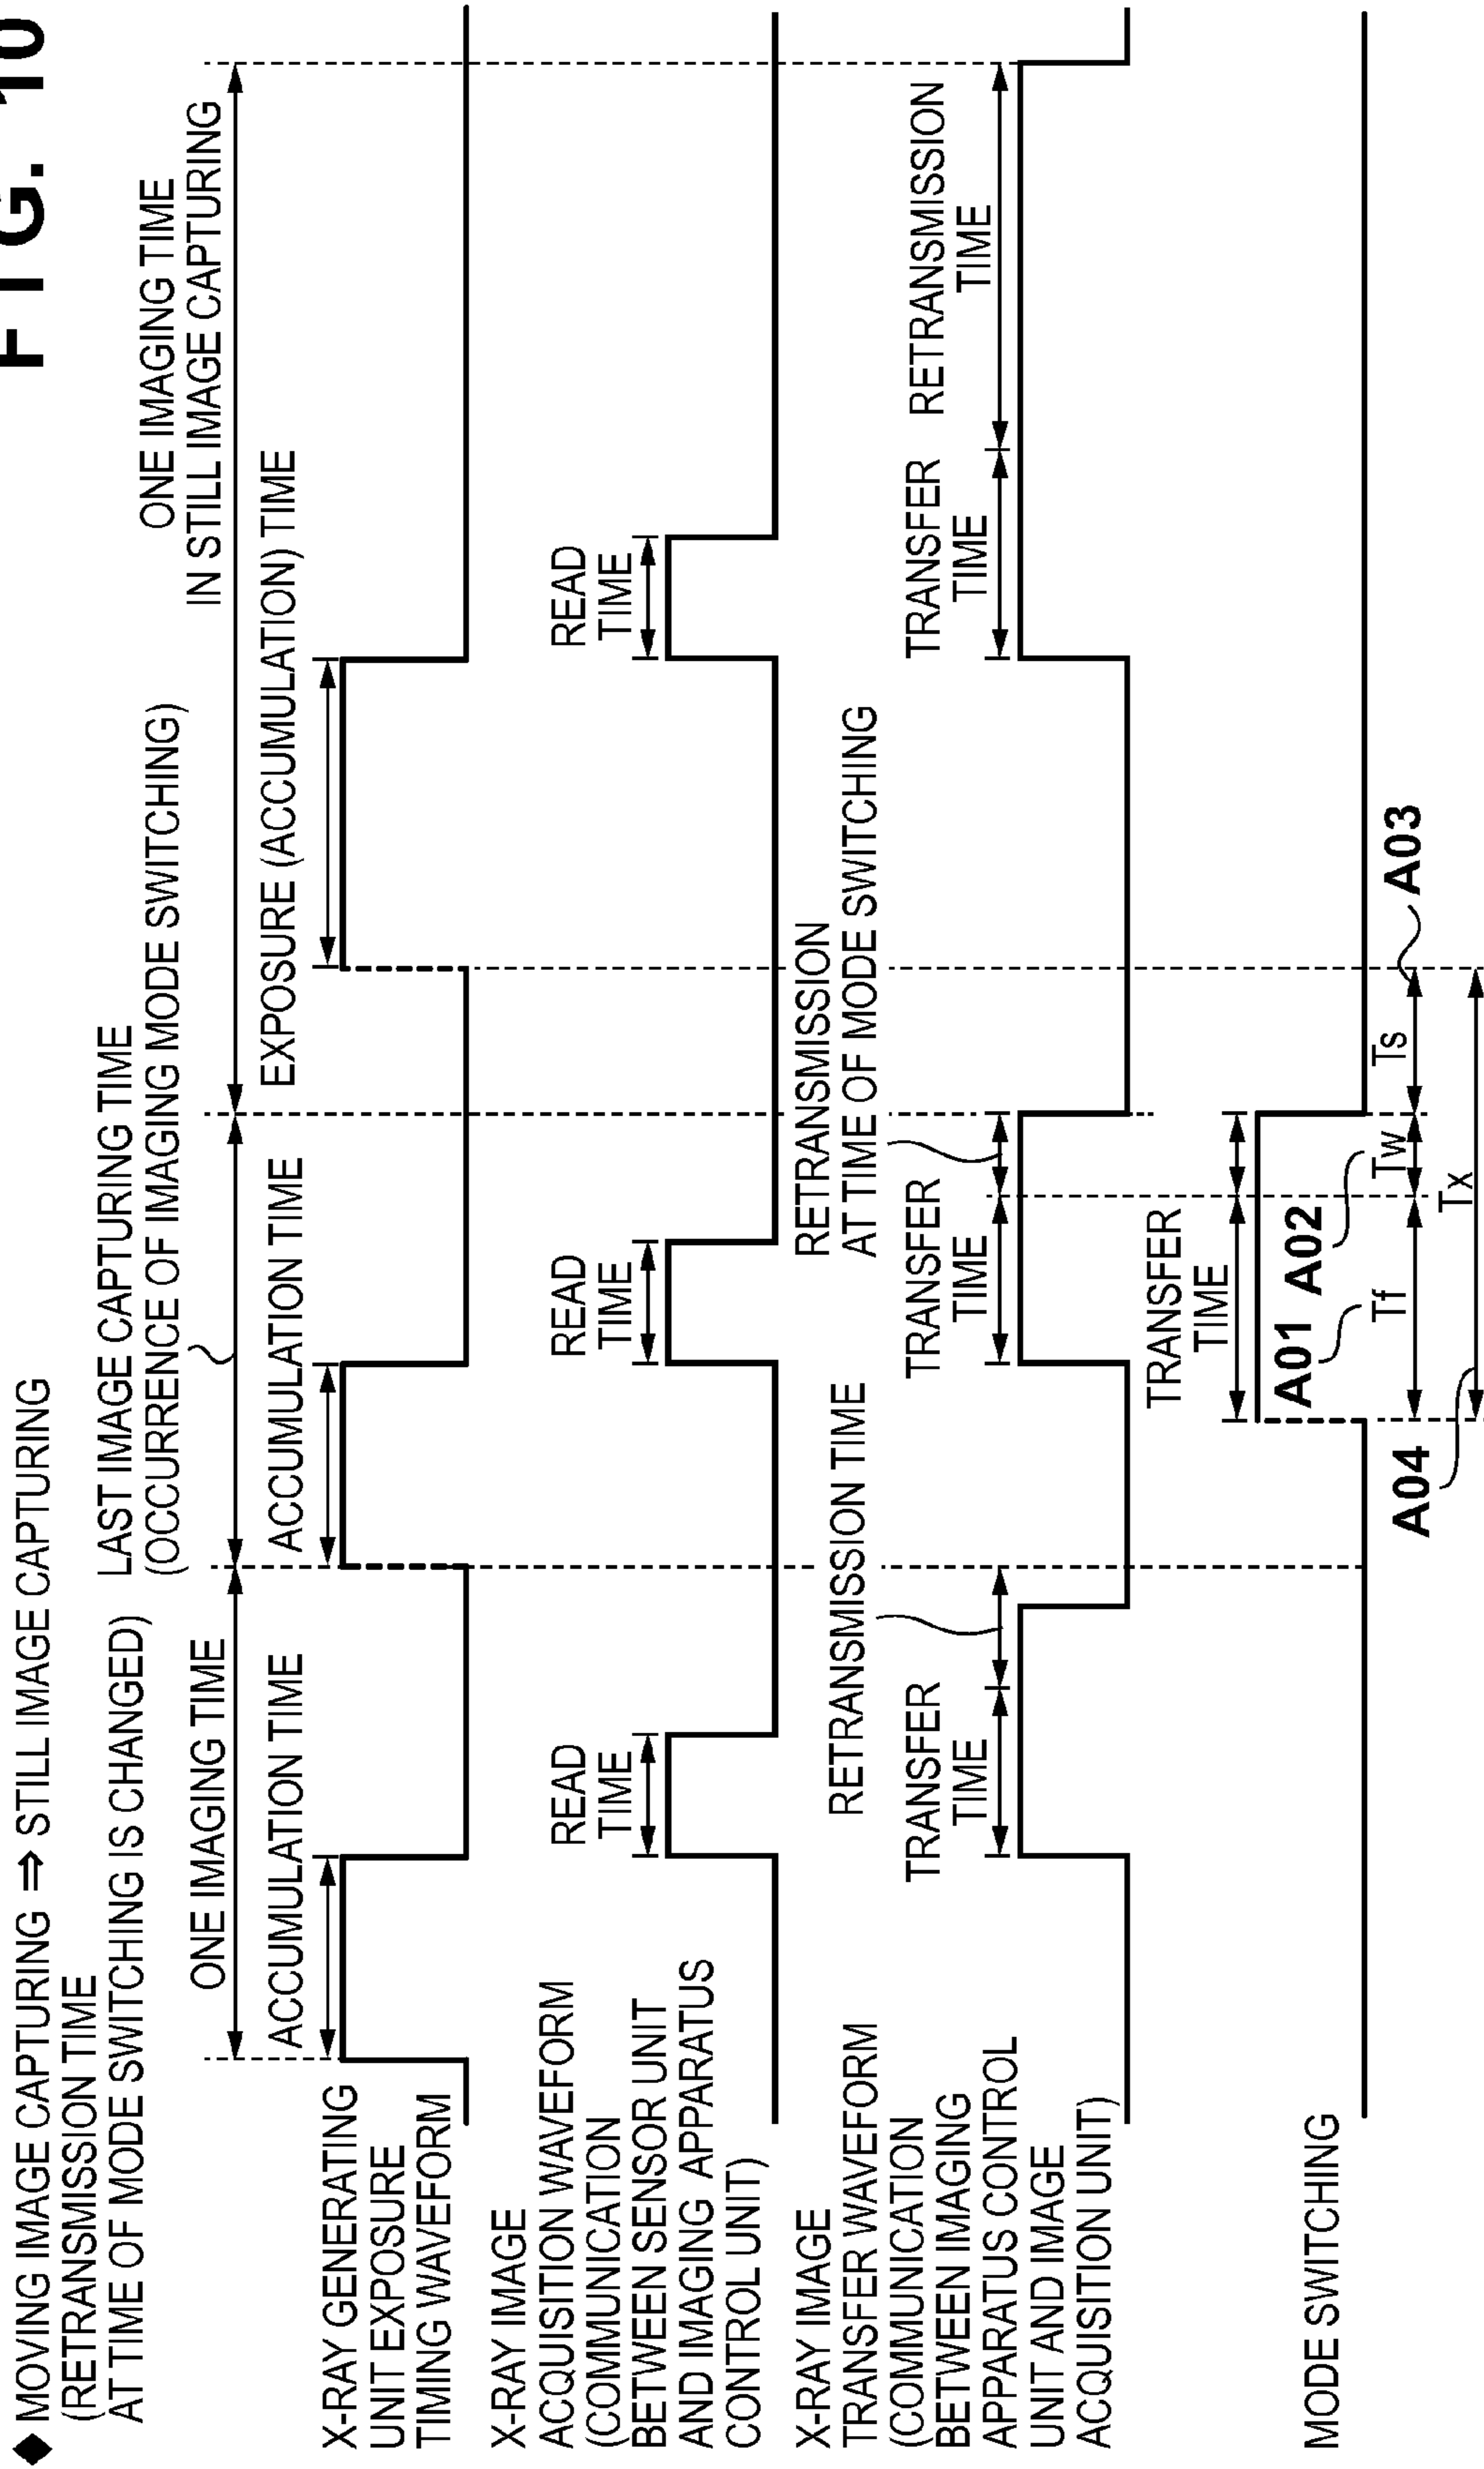 FIG. 10
◆ MOVING IMAGE CAPTURING ⇒ STILL IMAGE CAPTURING
(RETRANSMISSION TIME
AT TIME OF MODE SWITCHING IS CHANGED)
LAST IMAGE CAPTURING TIME
(OCCURRENCE OF IMAGING MODE SWITCHING)
ONE IMAGING TIME
IN STILL IMAGE CAPTURING
ONE IMAGING TIME
ACCUMULATION TIME
ACCUMULATION TIME
EXPOSURE (ACCUMULATION) TIME
X-RAY GENERATING
UNIT EXPOSURE
TIMING WAVEFORM
READ
TIME
READ
TIME
READ
TIME
X-RAY IMAGE
ACQUISITION WAVEFORM
(COMMUNICATION
BETWEEN SENSOR UNIT
AND IMAGING APPARATUS
CONTROL UNIT)
RETRANSMISSION TIME
RETRANSMISSION
AT TIME OF MODE SWITCHING
TRANSFER
TIME
TRANSFER
TIME
TRANSFER
TIME
RETRANSMISSION
TIME
X-RAY IMAGE
TRANSFER WAVEFORM
(COMMUNICATION
BETWEEN IMAGING
APPARATUS CONTROL
UNIT AND IMAGE
ACQUISITION UNIT)
TRANSFER
TIME
MODE SWITCHING
A01
A02
A03
A04
Tf
Tw
Ts
Tx